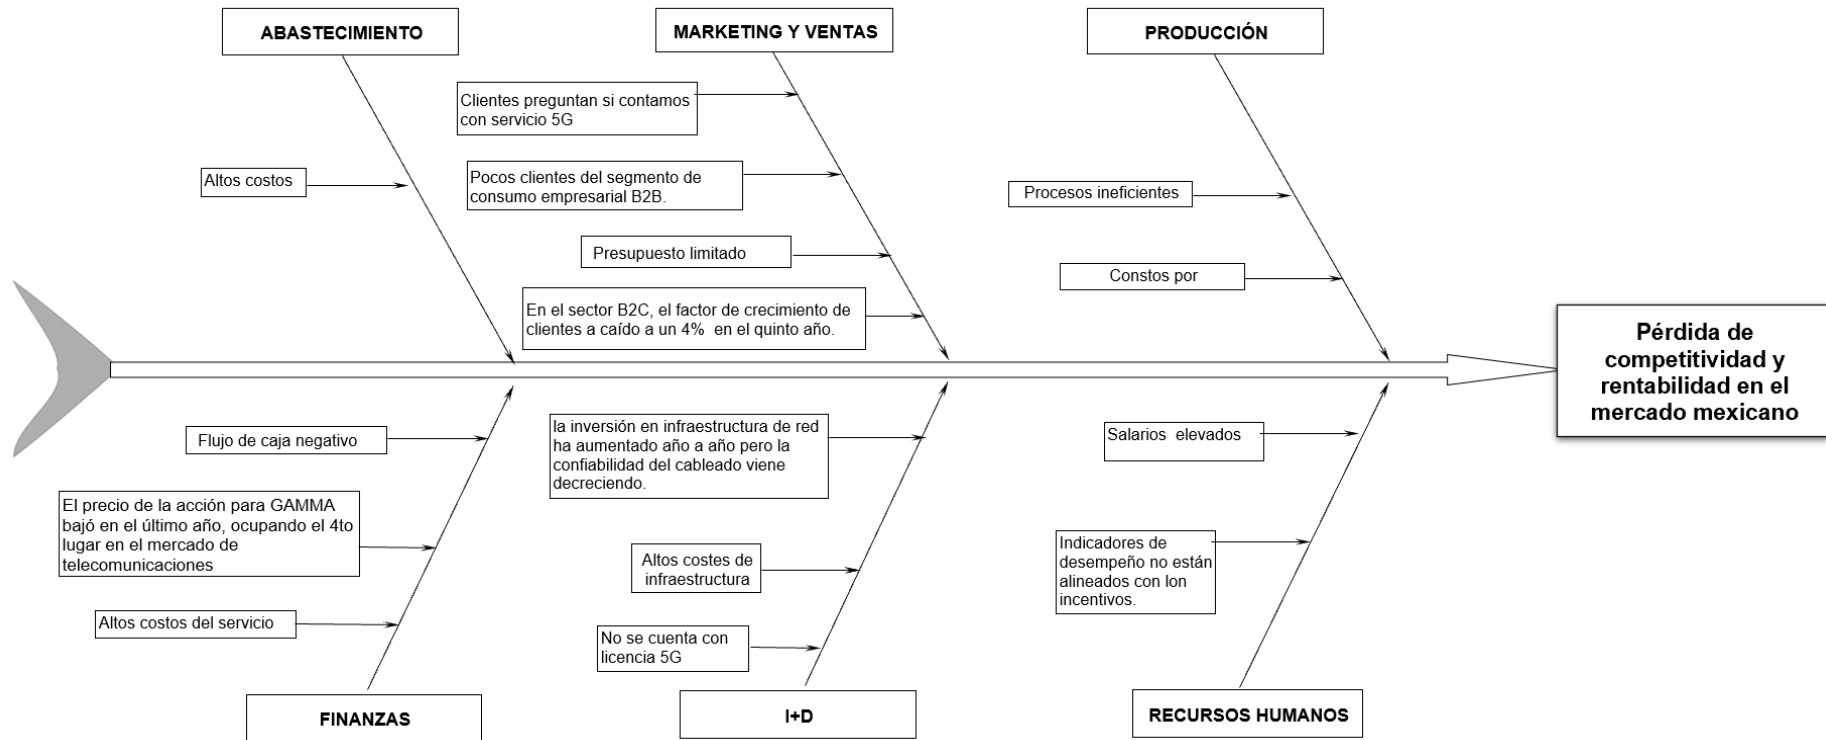 ABASTECIMIENTO
MARKETING Y VENTAS
PRODUCCIÓN
Altos costos
Clientes preguntan si contamos
con servicio 5G
Pocos clientes del segmento de
consumo empresarial B2B.
Presupuesto limitado
En el sector B2C, el factor de crecimiento de
clientes a caído a un 4% en el quinto año.
Procesos ineficientes
Constos por
Pérdida de
competitividad y
rentabilidad en el
mercado mexicano
Flujo de caja negativo
El precio de la acción para GAMMA
bajó en el último año, ocupando el 4to
lugar en el mercado de
telecomunicaciones
Altos costos del servicio
la inversión en infraestructura de red
ha aumentado año a año pero la
confiabilidad del cableado viene
decreciendo.
Altos costes de
infraestructura
No se cuenta con
licencia 5G
Salarios elevados
Indicadores de
desempeño no están
alineados con lon
incentivos.
FINANZAS
I+D
RECURSOS HUMANOS